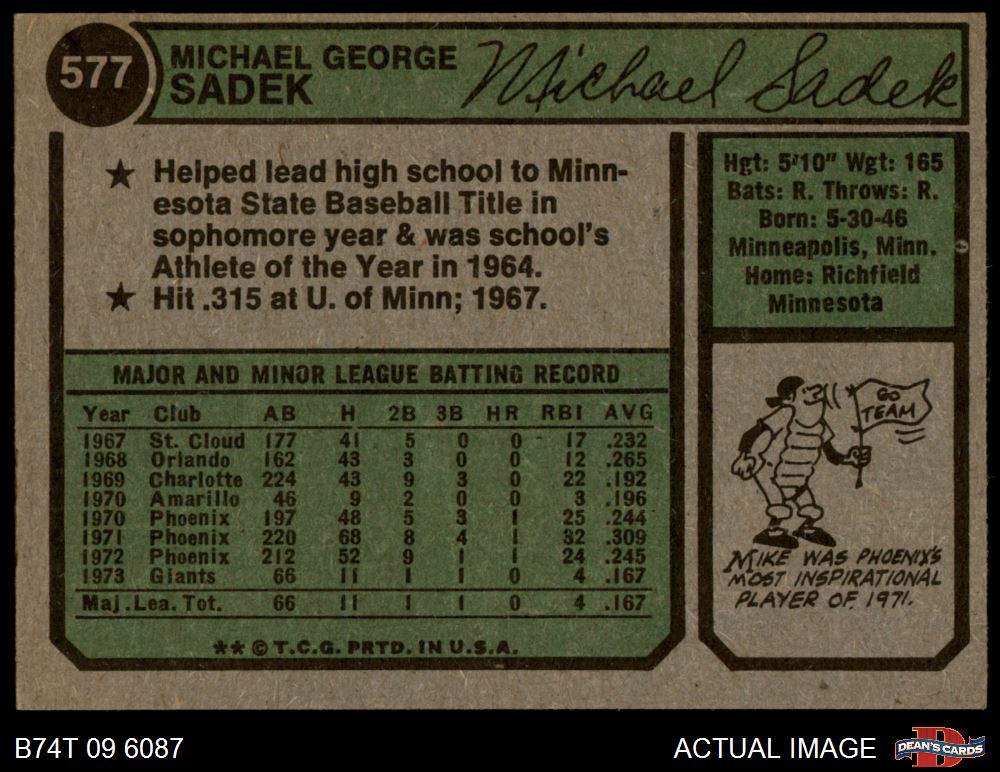 577
MICHAEL GEORGE
SADEK
Michael Sadek
★ Helped lead high school to Minn-
esota State Baseball Title in
sophomore year & was school's
Athlete of the Year in 1964.
★ Hit .315 at U. of Minn; 1967.
MAJOR AND MINOR LEAGUE BATTING RECORD
Year Club AB H 2B 3B HR RBI AVG
1967 St. Cloud 177 41 5 0 0 17 .232
1968 Orlando 162 43 3 0 0 12 .265
1969 Charlotte 224 43 9 3 0 22 .192
1970 Amarillo 46 9 2 0 0 3 .196
1970 Phoenix 197 48 5 3 1 25 .244
1971 Phoenix 220 68 8 4 1 32 .309
1972 Phoenix 212 52 9 1 1 24 .245
1973 Giants 66 11 1 1 0 4 .167
Maj.Lea. Tot. 66 11 1 1 0 4 .167
** © T.C.G. PRTD. IN U.S.A.
Hgt: 5'10" Wgt: 165
Bats: R. Throws: R.
Born: 5-30-46
Minneapolis, Minn.
Home: Richfield
Minnesota
GO
TEAM
MIKE WAS PHOENIX'S
MOST INSPIRATIONAL
PLAYER OF 1971.
B74T 09 6087
ACTUAL IMAGE
D
DEAN'S CARDS